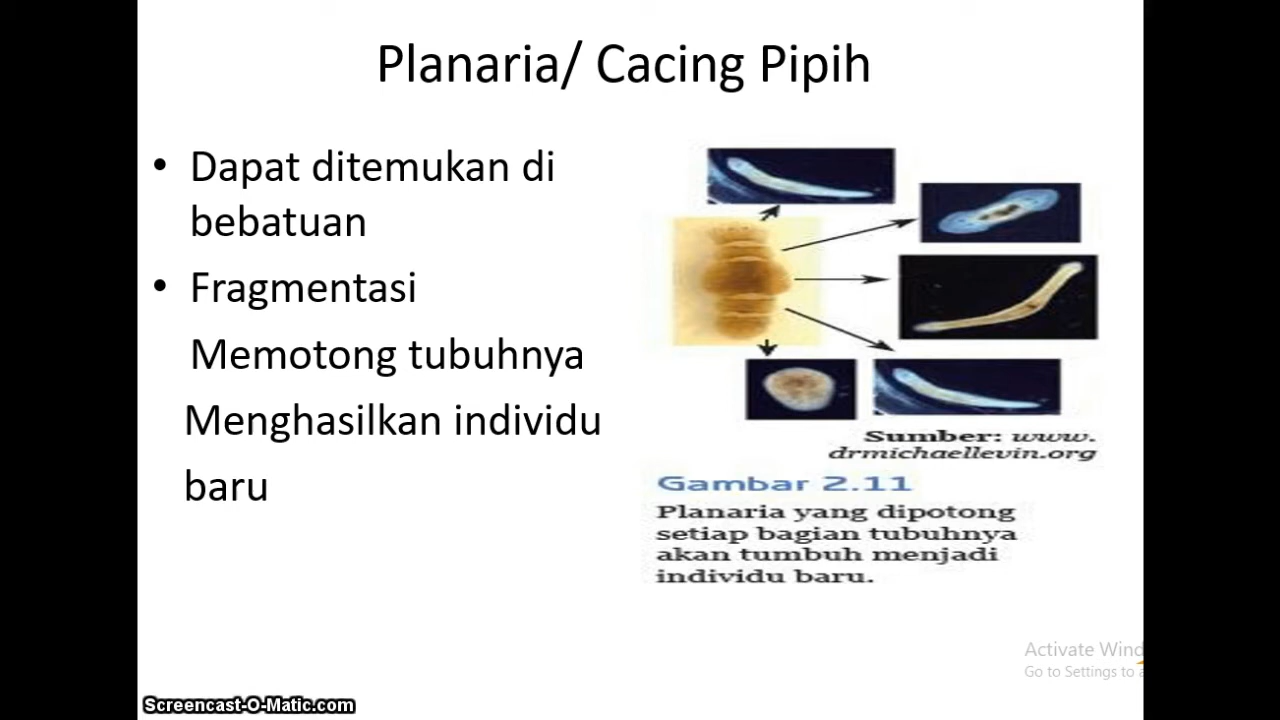 Planaria/ Cacing Pipih
• Dapat ditemukan di
bebatuan
• Fragmentasi
Memotong tubuhnya
Menghasilkan individu
baru
Sumber: www.
drmichaellevin.org
Gambar 2.11
Planaria yang dipotong
setiap bagian tubuhnya
akan tumbuh menjadi
individu baru.
Activate Wind
Go to Settings to a
Screencast-O-Matic.com